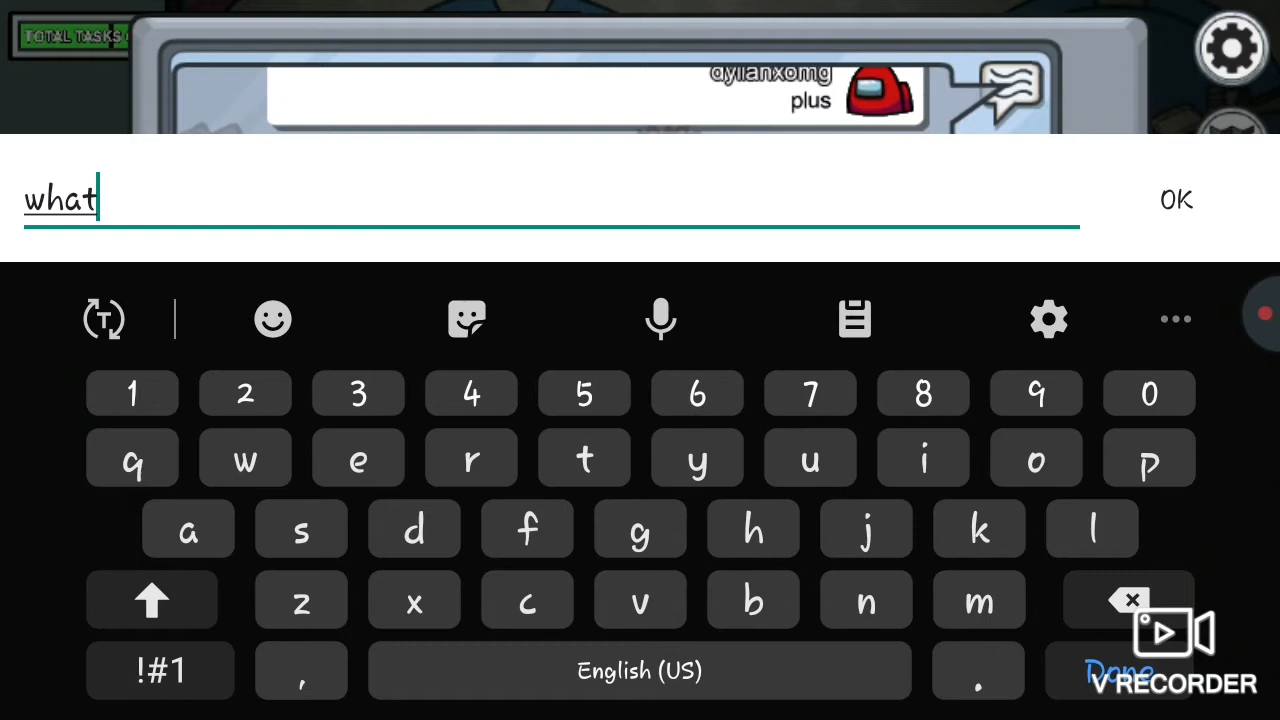 TOTAL TASKS
dylianxomg
plus
what
OK
1 2 3 4 5 6 7 8 9 0
q w e r t y u i o p
a s d f g h j k l
z x c v b n m
!#1 , English (US) . Done
V RECORDER